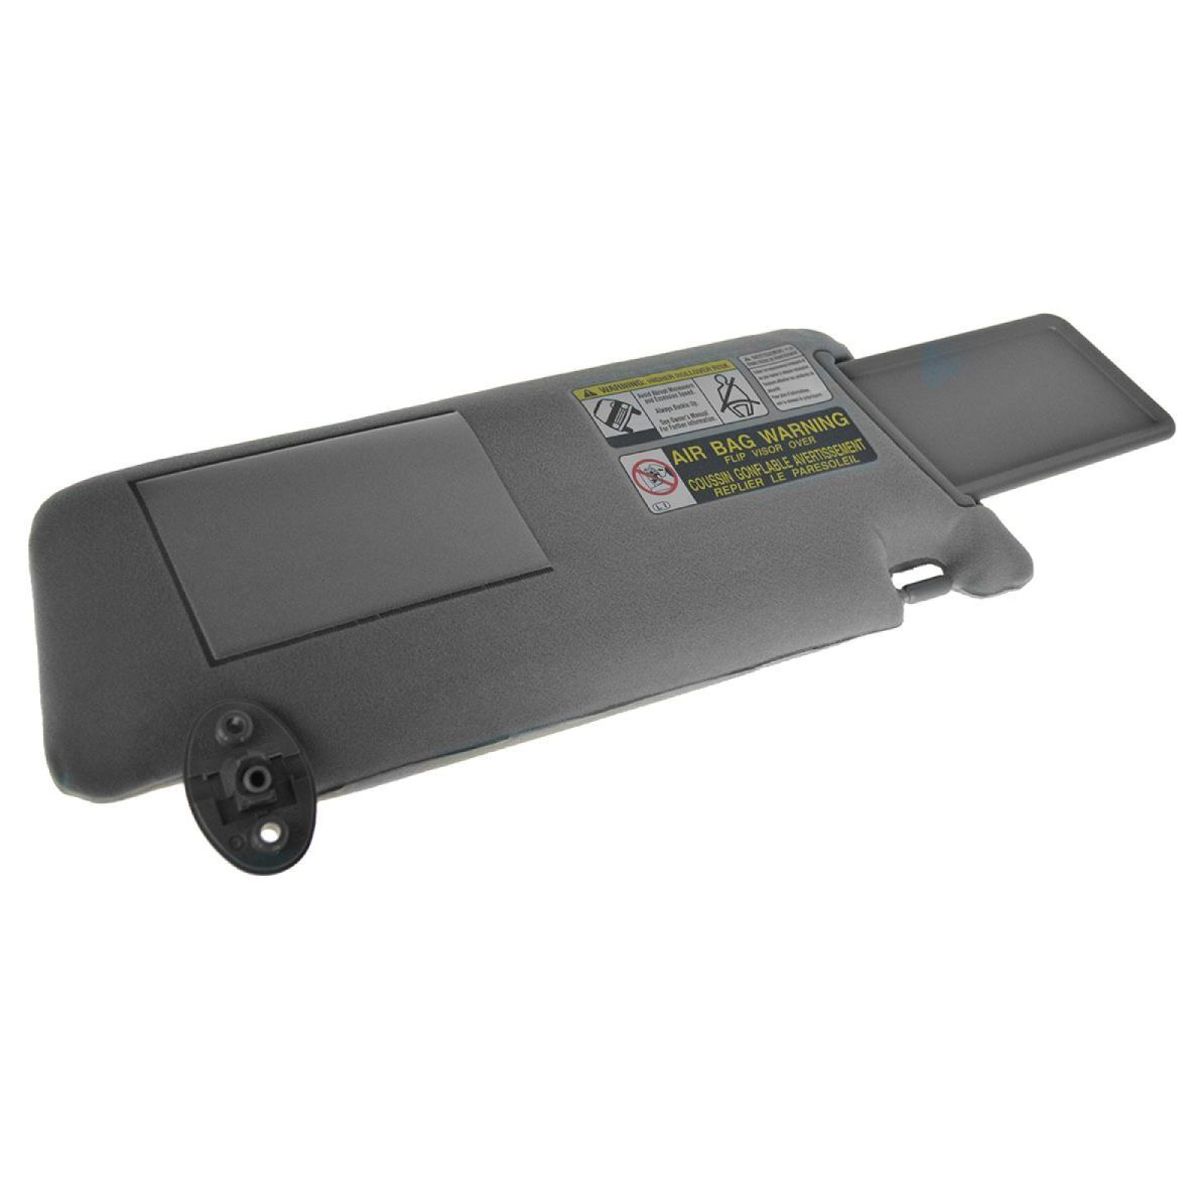 WARNING: HIGHER ROLLOVER RISK
Avoid Abrupt Maneuvers
and Excessive Speed.
Always Buckle Up.
See Owner's Manual
For Further Information.
AIR BAG WARNING
FLIP VISOR OVER
COUSSIN GONFLABLE AVERTISSEMENT
REPLIER LE PARESOLEIL